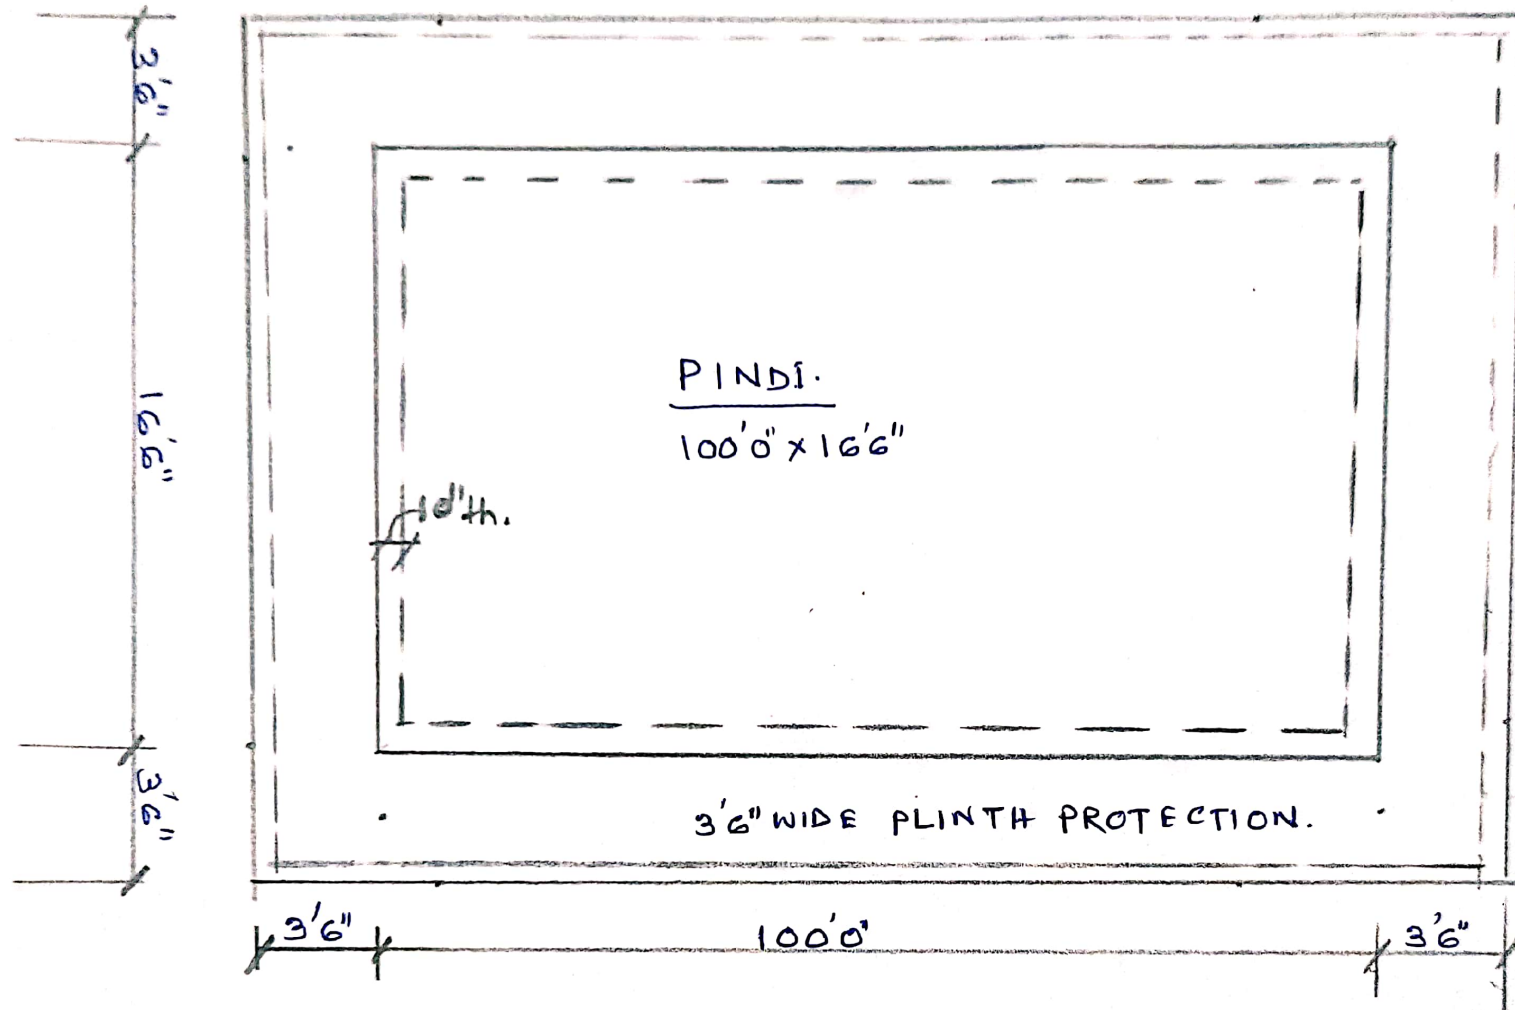 3'6"
16'6"
3'6"
PINDI.
100'0" x 16'6"
10"th.
3'6" WIDE PLINTH PROTECTION.
3'6"
100'0"
3'6"